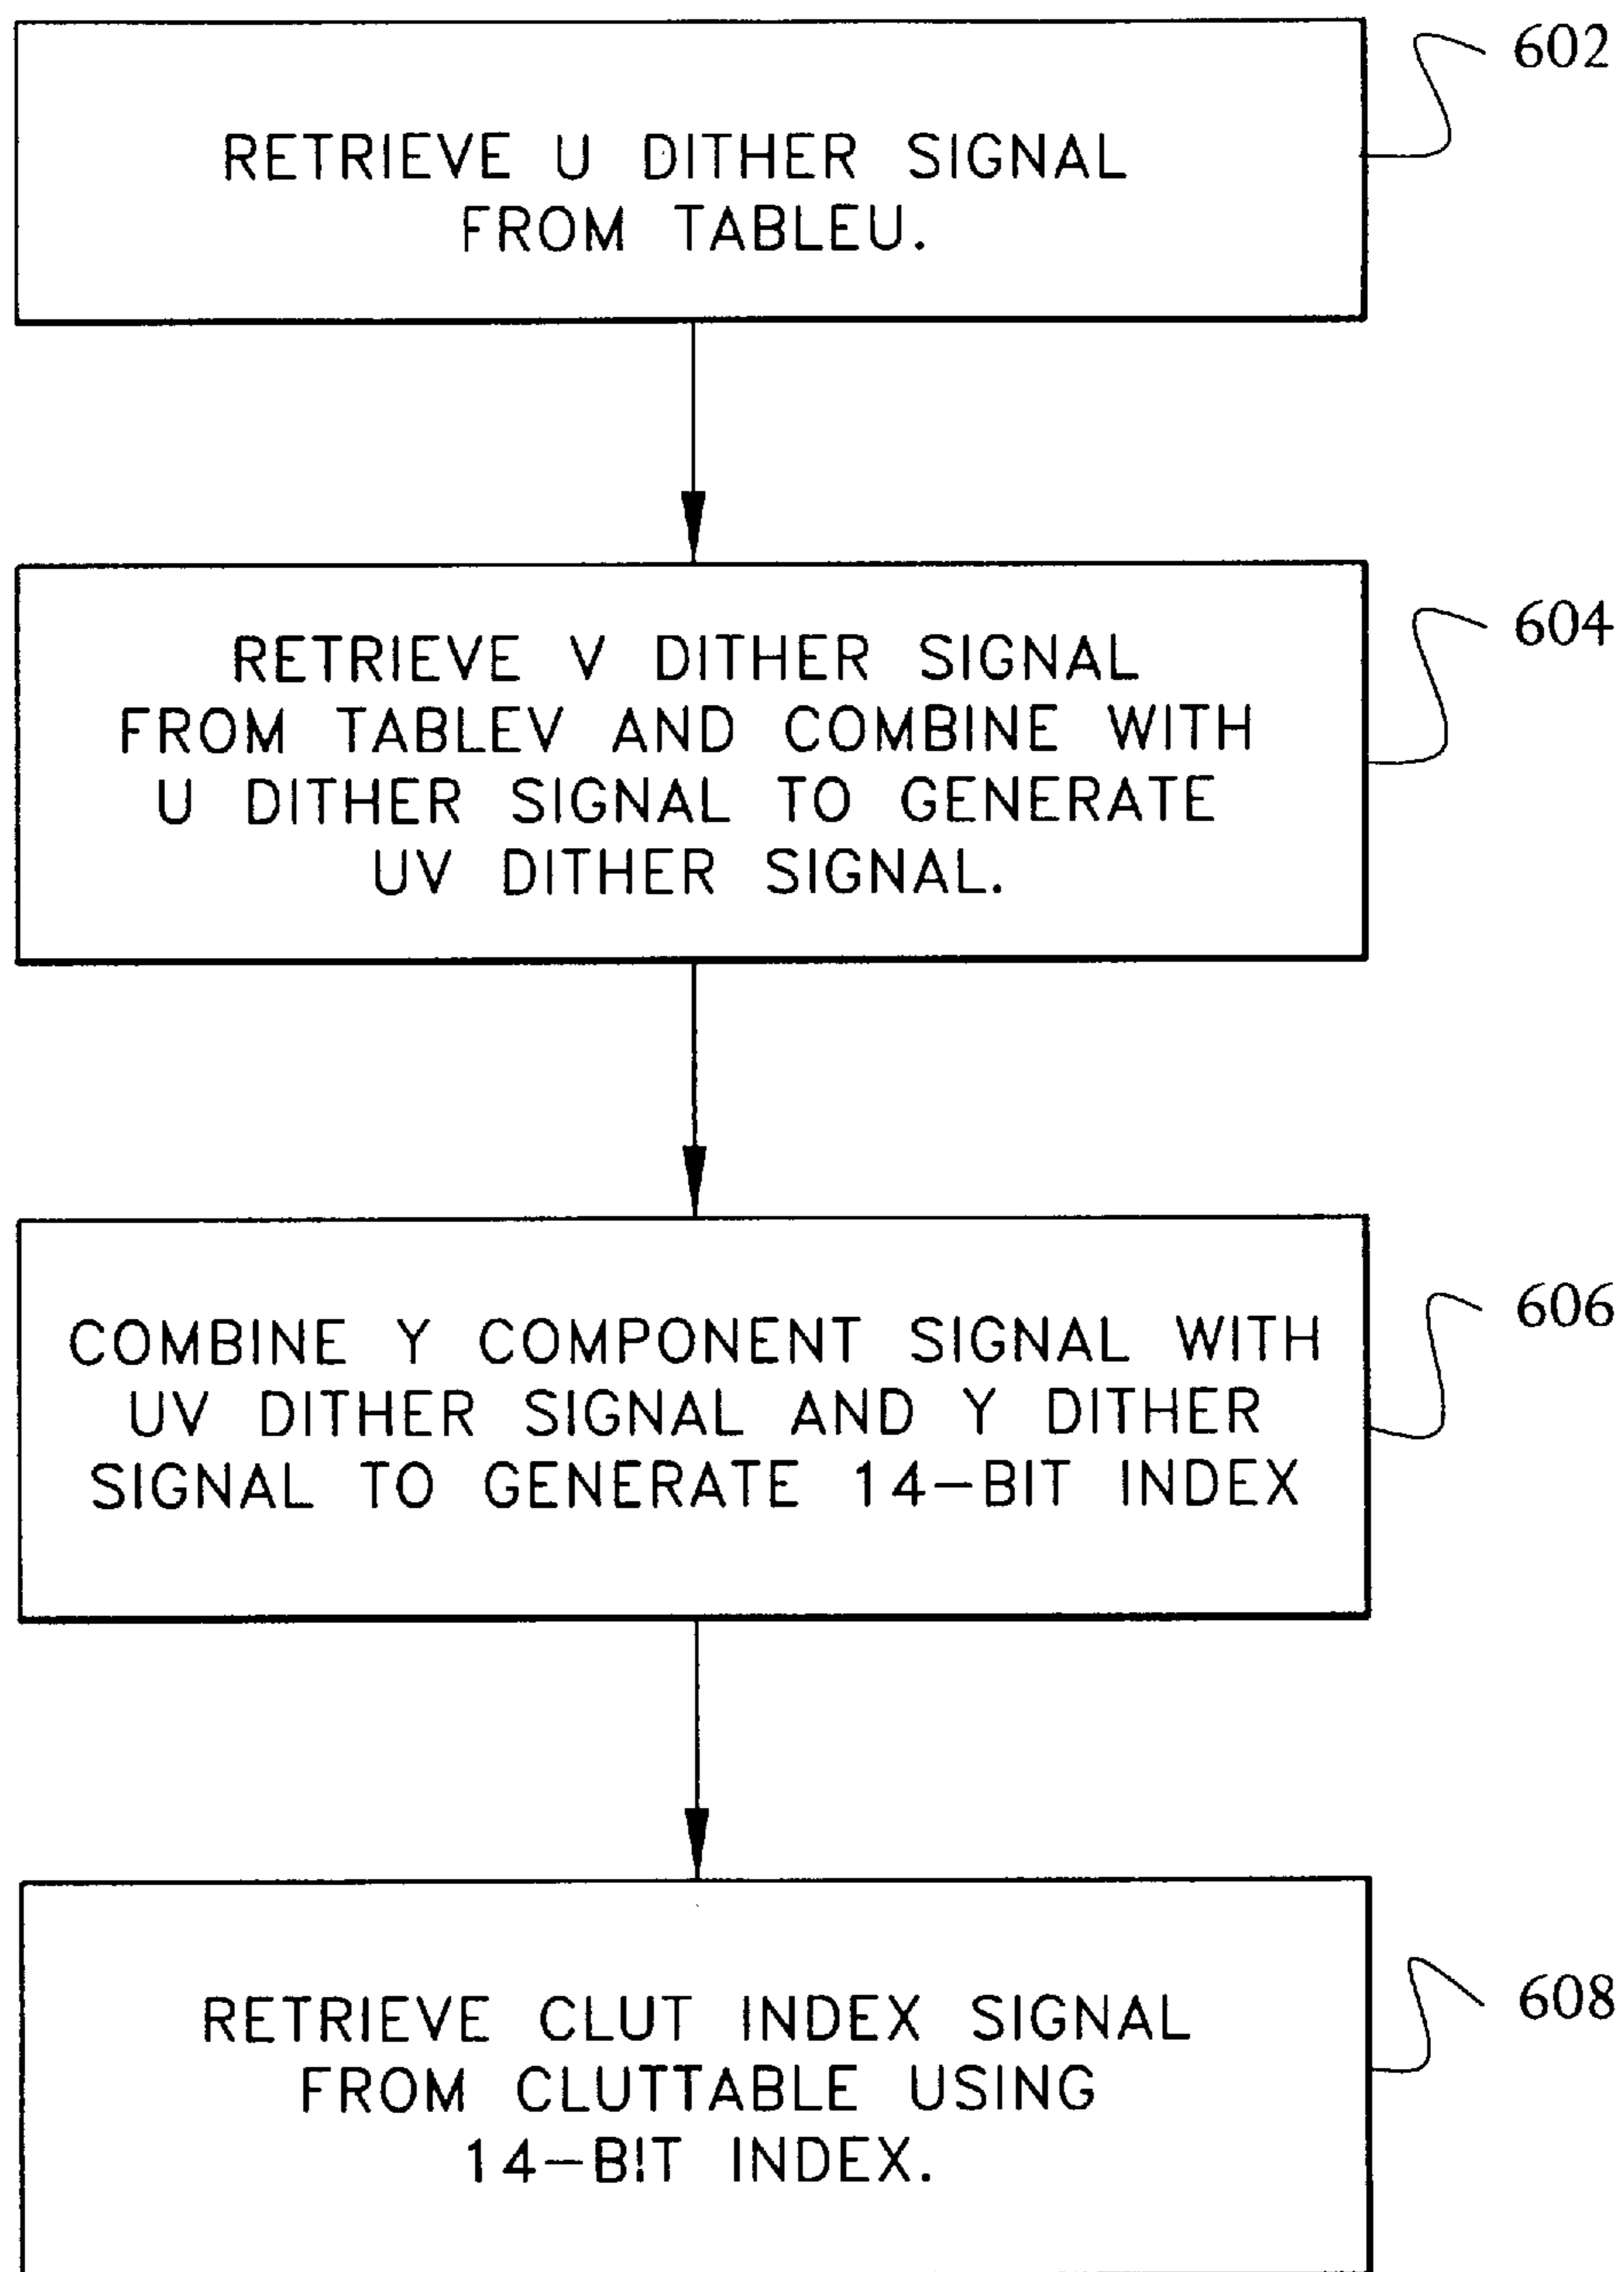 602
RETRIEVE U DITHER SIGNAL
FROM TABLEU.
604
RETRIEVE V DITHER SIGNAL
FROM TABLEV AND COMBINE WITH
U DITHER SIGNAL TO GENERATE
UV DITHER SIGNAL.
606
COMBINE Y COMPONENT SIGNAL WITH
UV DITHER SIGNAL AND Y DITHER
SIGNAL TO GENERATE 14-BIT INDEX
608
RETRIEVE CLUT INDEX SIGNAL
FROM CLUTTABLE USING
14-BIT INDEX.